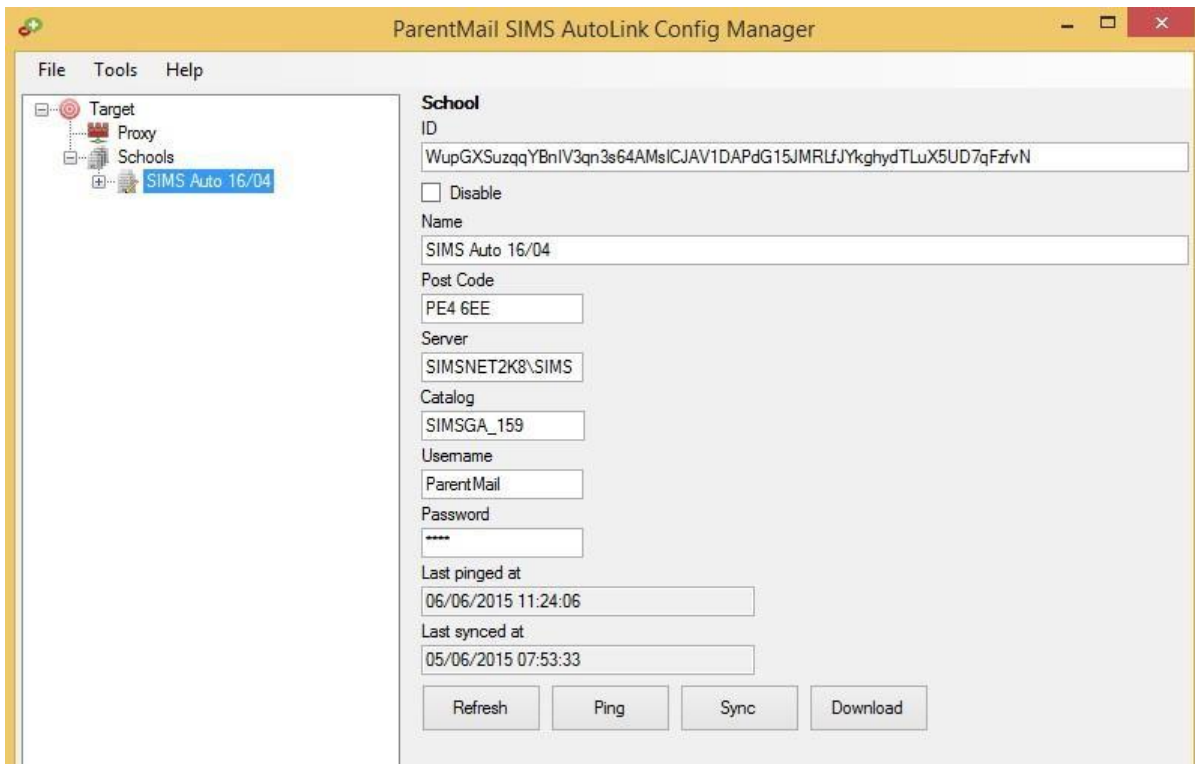 ParentMail SIMS AutoLink Config Manager
File Tools Help
Target
Proxy
Schools
SIMS Auto 16/04
School
ID
WupGXSuzqqYBnIV3qn3s64AMsICJAV1DAPdG15JMRLfJYkghydTLuX5UD7qFzfvN
Disable
Name
SIMS Auto 16/04
Post Code
PE4 6EE
Server
SIMSNET2K8\SIMS
Catalog
SIMSGA_159
Username
ParentMail
Password
****
Last pinged at
06/06/2015 11:24:06
Last synced at
05/06/2015 07:53:33
Refresh Ping Sync Download